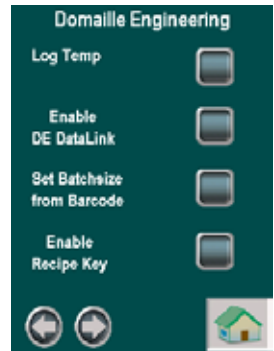 Domaille Engineering
Log Temp
Enable
DE DataLink
Set Batchsize
from Barcode
Enable
Recipe Key